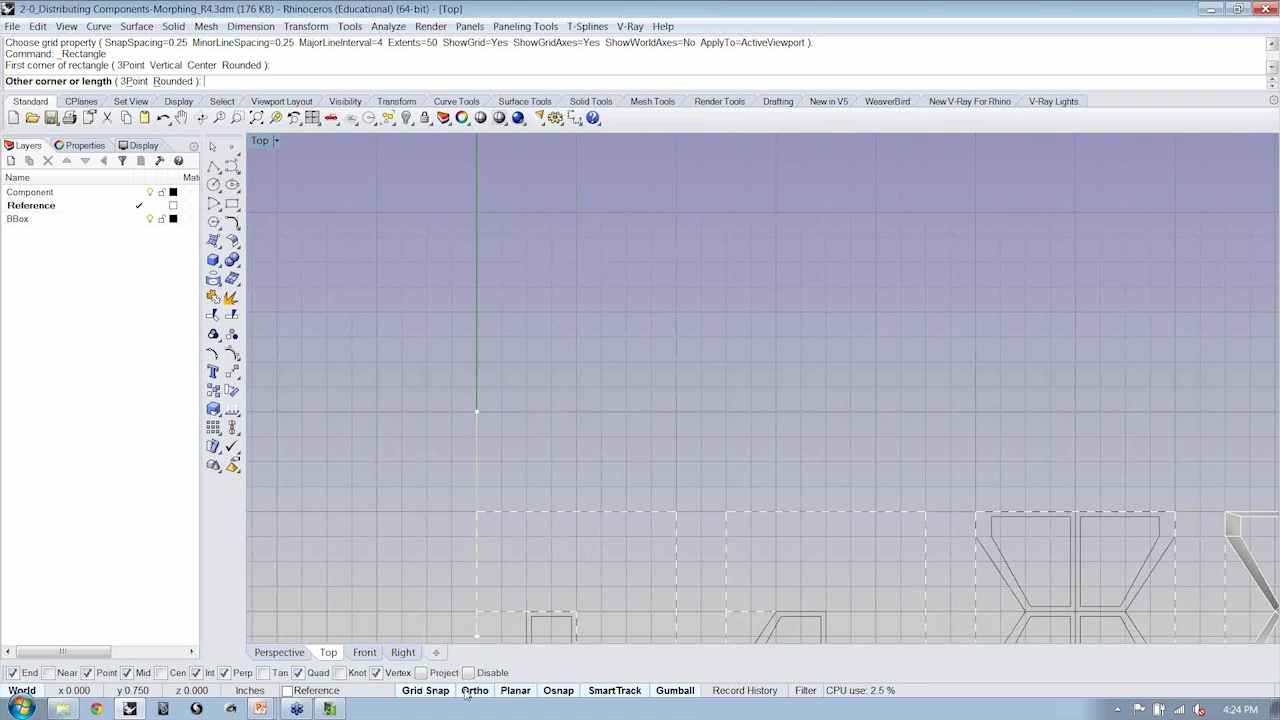 2-0_Distributing Components-Morphing_R4.3dm (176 KB) - Rhinoceros (Educational) (64-bit) - [Top]
File Edit View Curve Surface Solid Mesh Dimension Transform Tools Analyze Render Panels Paneling Tools T-Splines V-Ray Help
Choose grid property ( SnapSpacing=0.25 MinorLineSpacing=0.25 MajorLineInterval=4 Extents=50 ShowGrid=Yes ShowGridAxes=Yes ShowWorldAxes=No ApplyTo=ActiveViewport ):
Command: _Rectangle
First corner of rectangle ( 3Point Vertical Center Rounded ):
Other corner or length ( 3Point Rounded ):
Standard CPlanes Set View Display Select Viewport Layout Visibility Transform Curve Tools Surface Tools Solid Tools Mesh Tools Render Tools Drafting New in V5 WeaverBird New V-Ray For Rhino V-Ray Lights
Layers Properties Display
Top
Name Mate
Component
Reference
BBox
Perspective Top Front Right
End Near Point Mid Cen Int Perp Tan Quad Knot Vertex Project Disable
World x 0.000 y 0.750 z 0.000 Inches Reference Grid Snap Ortho Planar Osnap SmartTrack Gumball Record History Filter CPU use: 2.5 %
4:24 PM